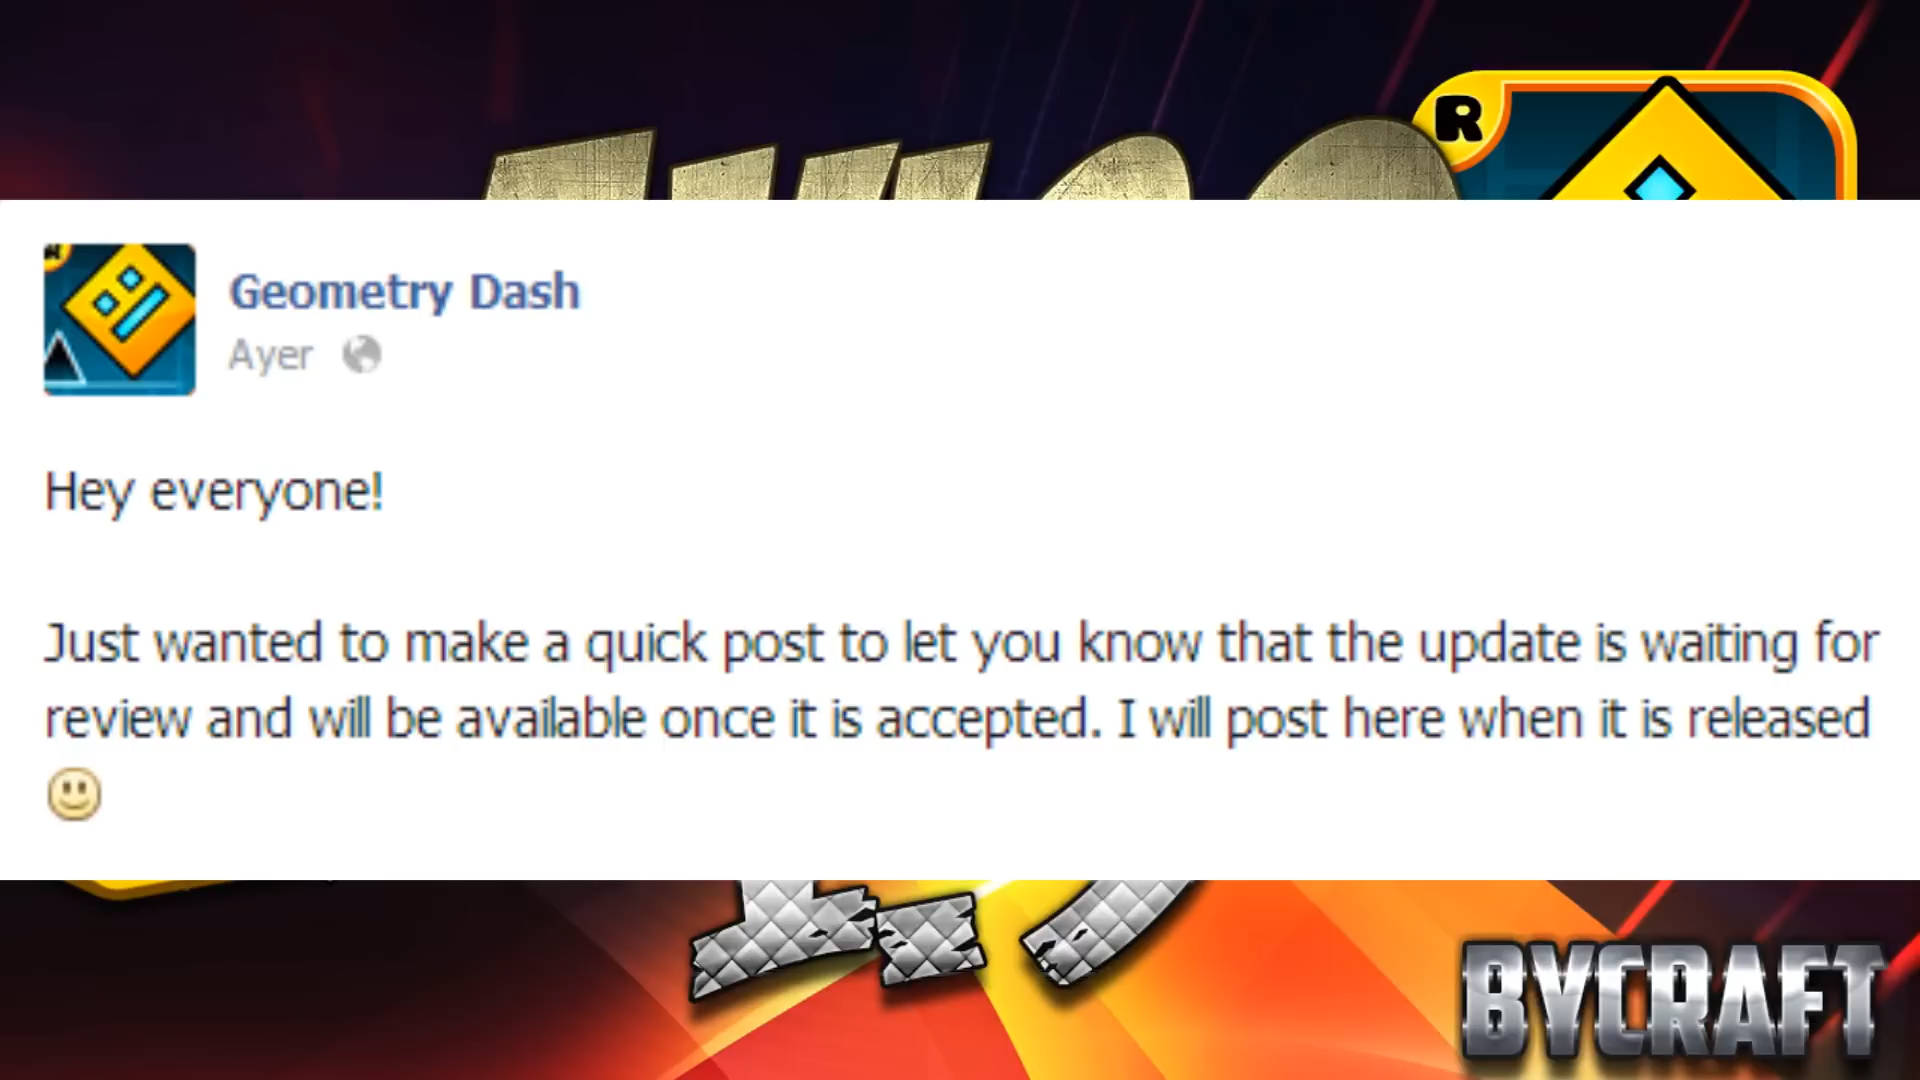 R
Geometry Dash
Ayer
Hey everyone!
Just wanted to make a quick post to let you know that the update is waiting for
review and will be available once it is accepted. I will post here when it is released
BYCRAFT